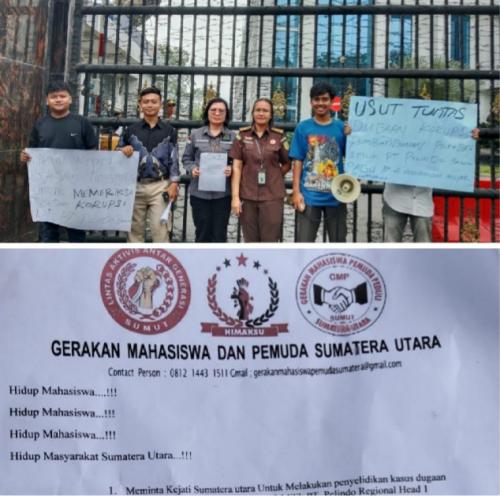 MEMERIKSA
KORUPSI
USUT TUNTAS
DUGAAN KORUPSI
LINTAS AKTIVIS ANTAR GENERASI
SUMUT
HIMAKSU
GERAKAN MAHASISWA PEMUDA PEDULI
GMP
SUMUT
SUMATERA UTARA
GERAKAN MAHASISWA DAN PEMUDA SUMATERA UTARA
Contact Person : 0812 1443 1511 Gmail : gerakanmahasiswapemudasumatera@gmail.com
Hidup Mahasiswa....!!!
Hidup Mahasiswa...!!!
Hidup Mahasiswa...!!!
Hidup Masyarakat Sumatera Utara...!!!
1. Meminta Kejati Sumatera utara Untuk Melakukan penyelidikan kasus dugaan
PT. Pelindo Regional Head I